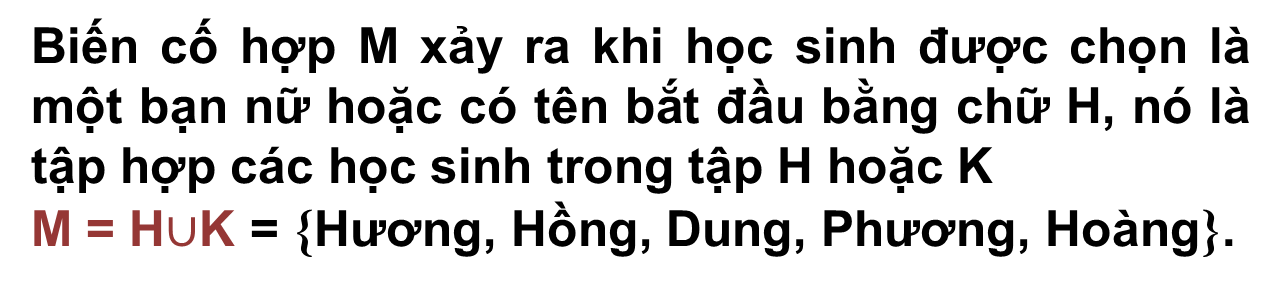 Biến cố hợp M xảy ra khi học sinh được chọn là
một bạn nữ hoặc có tên bắt đầu bằng chữ H, nó là
tập hợp các học sinh trong tập H hoặc K
M = H∪K = {Hương, Hồng, Dung, Phương, Hoàng}.